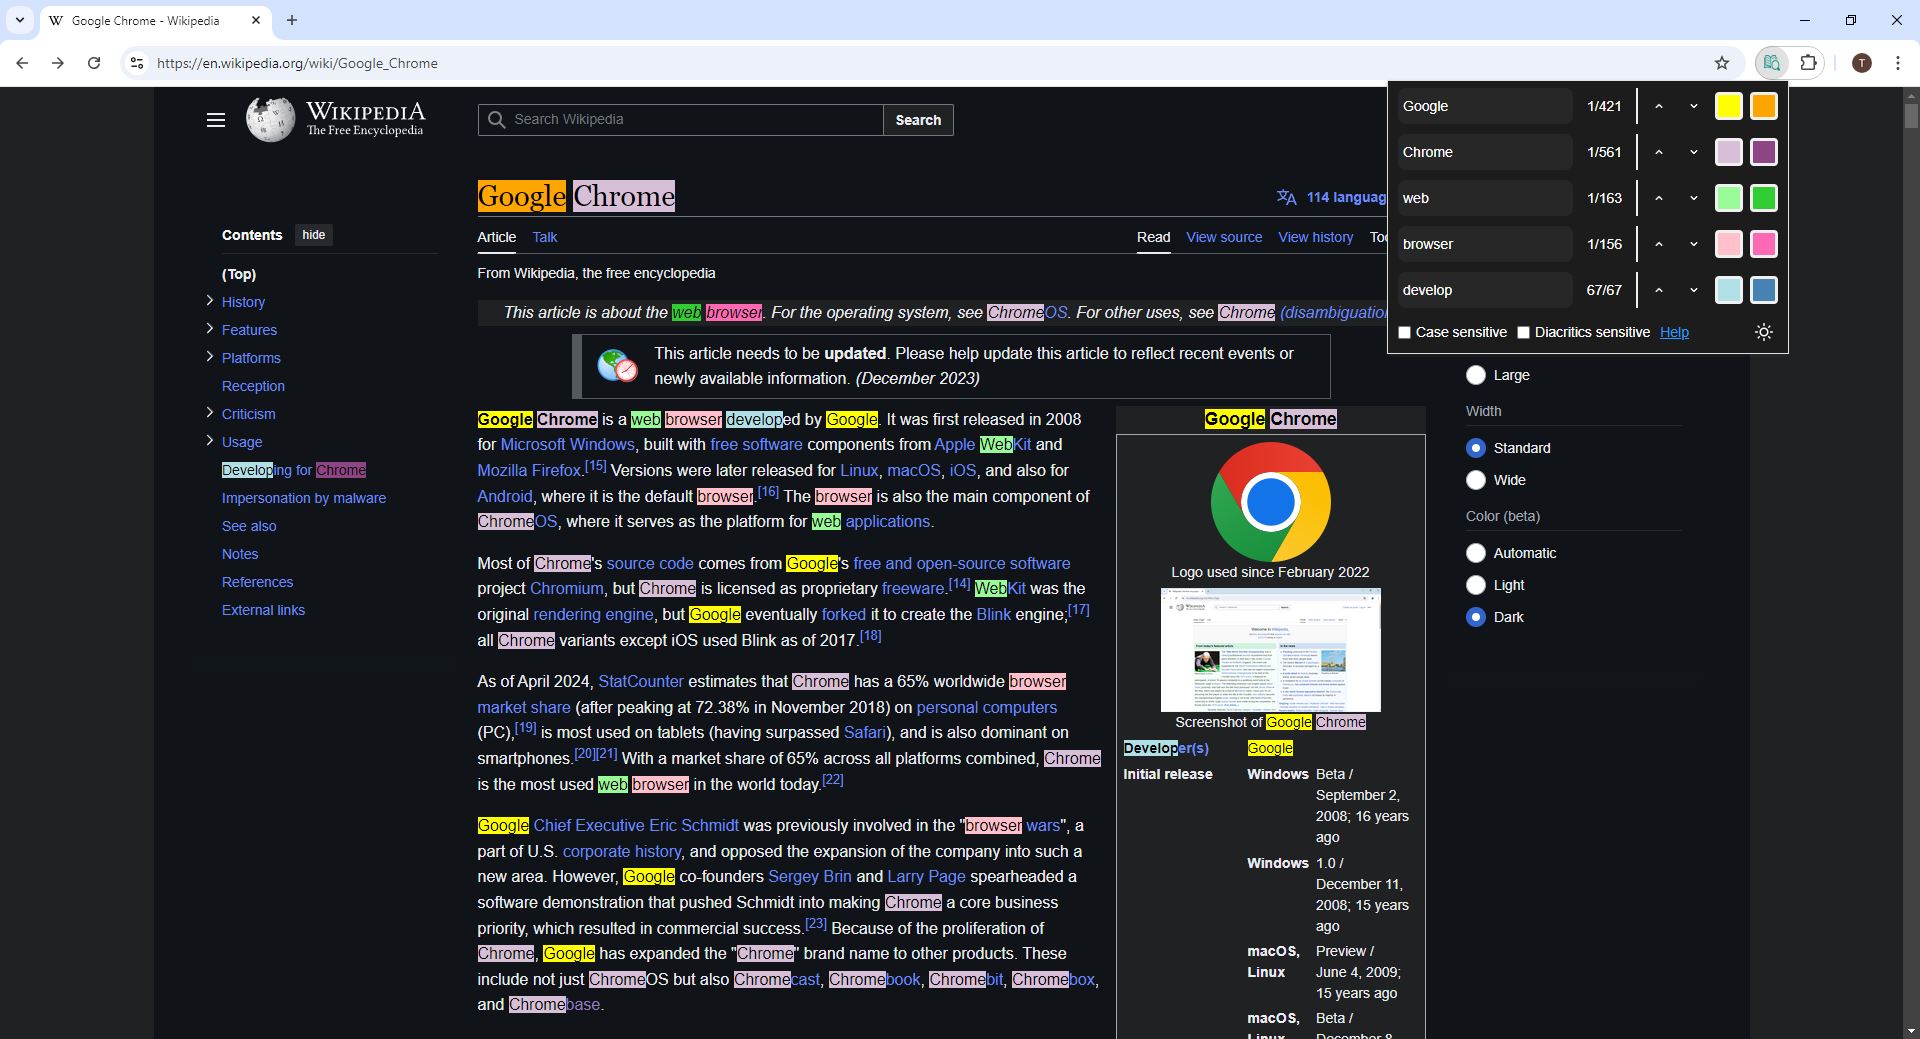 Google Chrome - Wikipedia
https://en.wikipedia.org/wiki/Google_Chrome
T
Google 1/421
Chrome 1/561
web 1/163
browser 1/156
develop 67/67
Case sensitive Diacritics sensitive Help
WIKIPEDIA
The Free Encyclopedia
Search Wikipedia Search
Google Chrome
114 languag
Article Talk Read View source View history Too
From Wikipedia, the free encyclopedia
This article is about the web browser. For the operating system, see ChromeOS. For other uses, see Chrome (disambiguation
This article needs to be updated. Please help update this article to reflect recent events or
newly available information. (December 2023)
Contents hide
(Top)
History
Features
Platforms
Reception
Criticism
Usage
Developing for Chrome
Impersonation by malware
See also
Notes
References
External links
Google Chrome is a web browser developed by Google. It was first released in 2008
for Microsoft Windows, built with free software components from Apple WebKit and
Mozilla Firefox.[15] Versions were later released for Linux, macOS, iOS, and also for
Android, where it is the default browser.[16] The browser is also the main component of
ChromeOS, where it serves as the platform for web applications.
Most of Chrome's source code comes from Google's free and open-source software
project Chromium, but Chrome is licensed as proprietary freeware.[14] WebKit was the
original rendering engine, but Google eventually forked it to create the Blink engine;[17]
all Chrome variants except iOS used Blink as of 2017.[18]
As of April 2024, StatCounter estimates that Chrome has a 65% worldwide browser
market share (after peaking at 72.38% in November 2018) on personal computers
(PC),[19] is most used on tablets (having surpassed Safari), and is also dominant on
smartphones.[20][21] With a market share of 65% across all platforms combined, Chrome
is the most used web browser in the world today.[22]
Google Chief Executive Eric Schmidt was previously involved in the "browser wars", a
part of U.S. corporate history, and opposed the expansion of the company into such a
new area. However, Google co-founders Sergey Brin and Larry Page spearheaded a
software demonstration that pushed Schmidt into making Chrome a core business
priority, which resulted in commercial success.[23] Because of the proliferation of
Chrome, Google has expanded the "Chrome" brand name to other products. These
include not just ChromeOS but also Chromecast, Chromebook, Chromebit, Chromebox,
and Chromebase.
Google Chrome
Logo used since February 2022
Screenshot of Google Chrome
Developer(s) Google
Initial release Windows Beta /
September 2,
2008; 16 years
ago
Windows 1.0 /
December 11,
2008; 15 years
ago
macOS, Preview /
Linux June 4, 2009;
15 years ago
macOS, Beta /
Linux December 8
Large
Width
Standard
Wide
Color (beta)
Automatic
Light
Dark